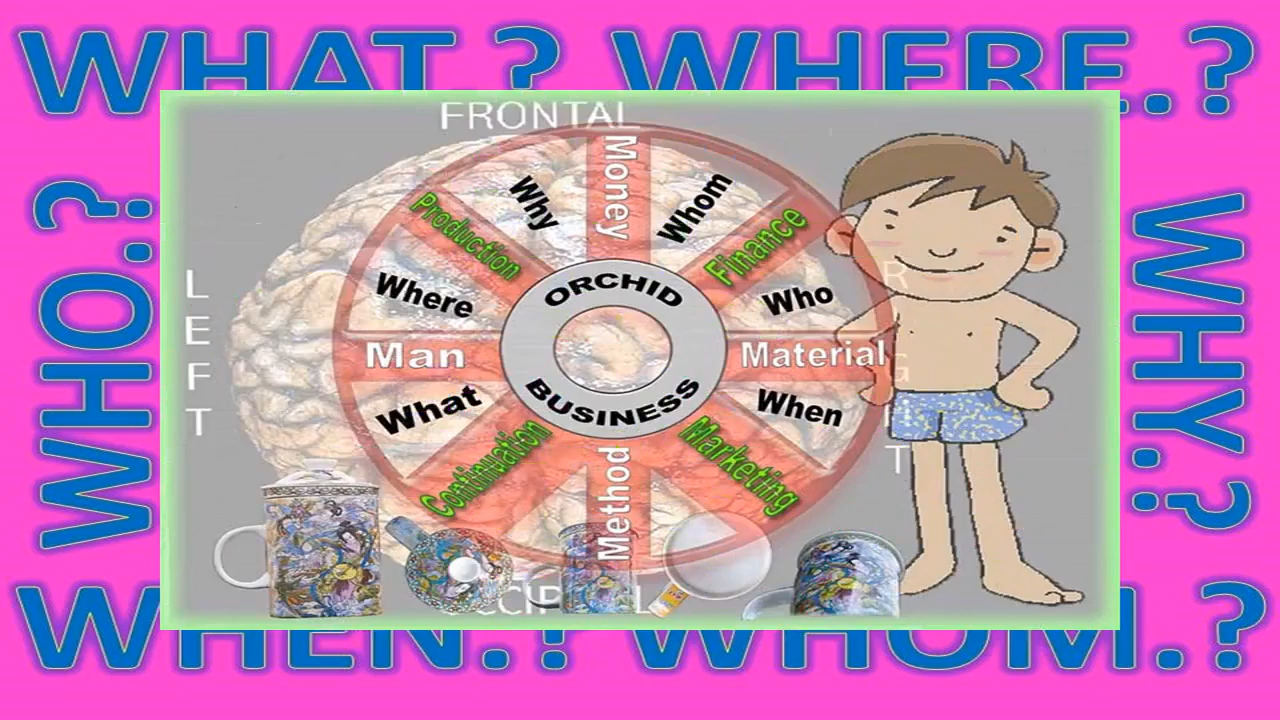 WHAT.? WHERE.?
WHO.?
WHY.?
FRONTAL
LEFT
Money
Why
Whom
Production
Finance
Where
Who
ORCHID
BUSINESS
Man
Material
What
When
Continuation
Marketing
Method
WHEN.? WHOM.?